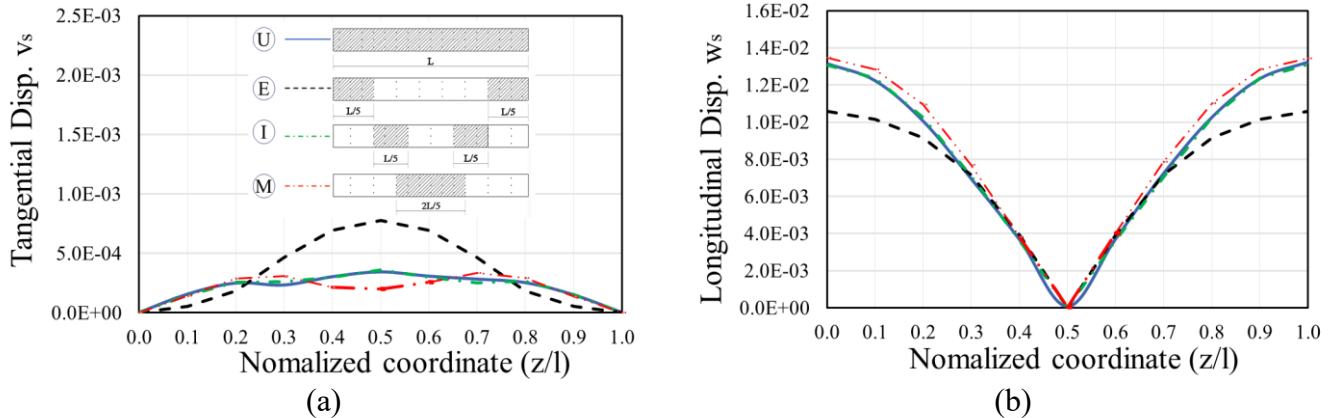 Tangential Disp. vs
2.5E-03
2.0E-03
1.5E-03
1.0E-03
5.0E-04
0.0E+00
U
L
E
L/5 L/5
I
L/5 L/5
M
2L/5
0.0 0.1 0.2 0.3 0.4 0.5 0.6 0.7 0.8 0.9 1.0
Nomalized coordinate (z/l)
(a)
Longitudinal Disp. ws
1.6E-02
1.4E-02
1.2E-02
1.0E-02
8.0E-03
6.0E-03
4.0E-03
2.0E-03
0.0E+00
0.0 0.1 0.2 0.3 0.4 0.5 0.6 0.7 0.8 0.9 1.0
Nomalized coordinate (z/l)
(b)